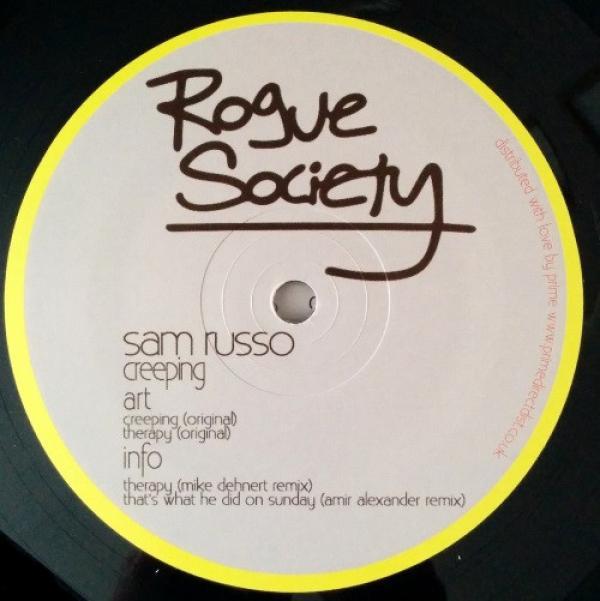 Rogue
Society
sam russo
creeping
art
creeping (original)
therapy (original)
info
therapy (mike dehnert remix)
that's what he did on sunday (amir alexander remix)
distributed with love by prime www.primedirectdist.co.uk